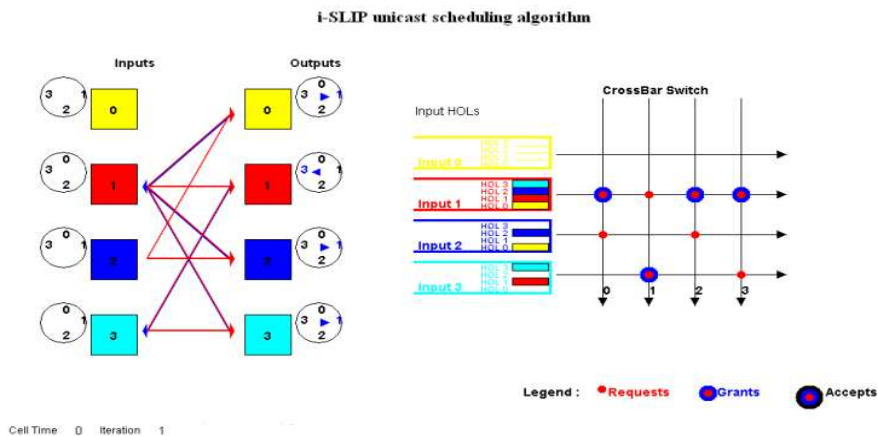 i-SLIP unicast scheduling algorithm
Inputs
Outputs
3 1 2
0
0
3 0 1 2
3 0 2
1
1
3 0 2
3 0 1
2
2
3 0 1 2
0 1 2
3
3
3 0 1 2
CrossBar Switch
Input HOLs
Input 0
HOL 3
HOL 2
HOL 1
HOL 0
Input 1
HOL 3
HOL 2
HOL 1
HOL 0
Input 2
HOL 3
Input 3
0 1 2 3
Legend : Requests Grants Accepts
Cell Time 0 Iteration 1